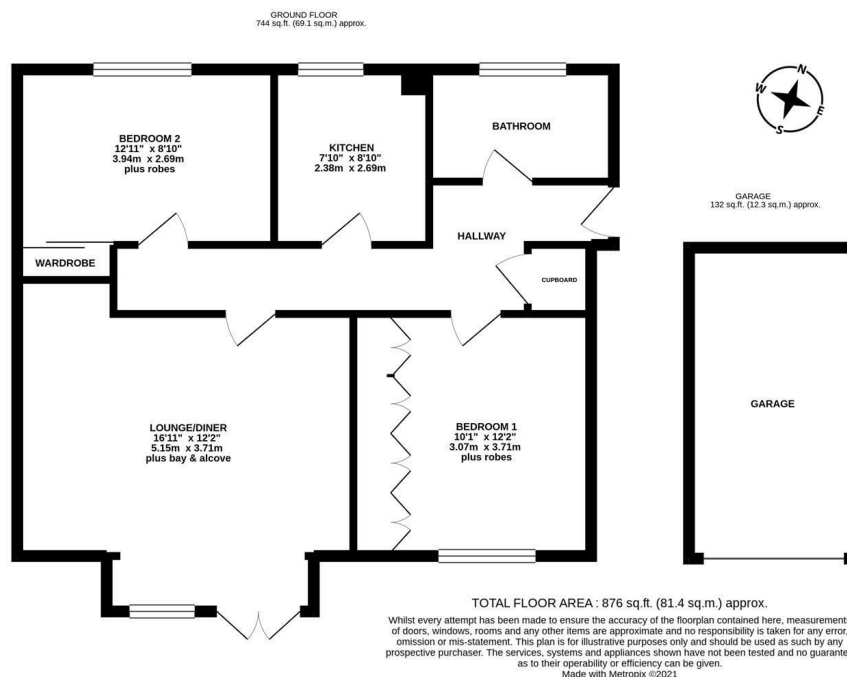 GROUND FLOOR
744 sq.ft. (69.1 sq.m.) approx.
BEDROOM 2
12'11" x 8'10"
3.94m x 2.69m
plus robes
KITCHEN
7'10" x 8'10"
2.38m x 2.69m
BATHROOM
N
W
E
S
GARAGE
132 sq.ft. (12.3 sq.m.) approx.
HALLWAY
WARDROBE
CUPBOARD
LOUNGE/DINER
16'11" x 12'2"
5.15m x 3.71m
plus bay & alcove
BEDROOM 1
10'1" x 12'2"
3.07m x 3.71m
plus robes
GARAGE
TOTAL FLOOR AREA : 876 sq.ft. (81.4 sq.m.) approx.
Whilst every attempt has been made to ensure the accuracy of the floorplan contained here, measurements
of doors, windows, rooms and any other items are approximate and no responsibility is taken for any error,
omission or mis-statement. This plan is for illustrative purposes only and should be used as such by any
prospective purchaser. The services, systems and appliances shown have not been tested and no guarantee
as to their operability or efficiency can be given.
Made with Metropix ©2021